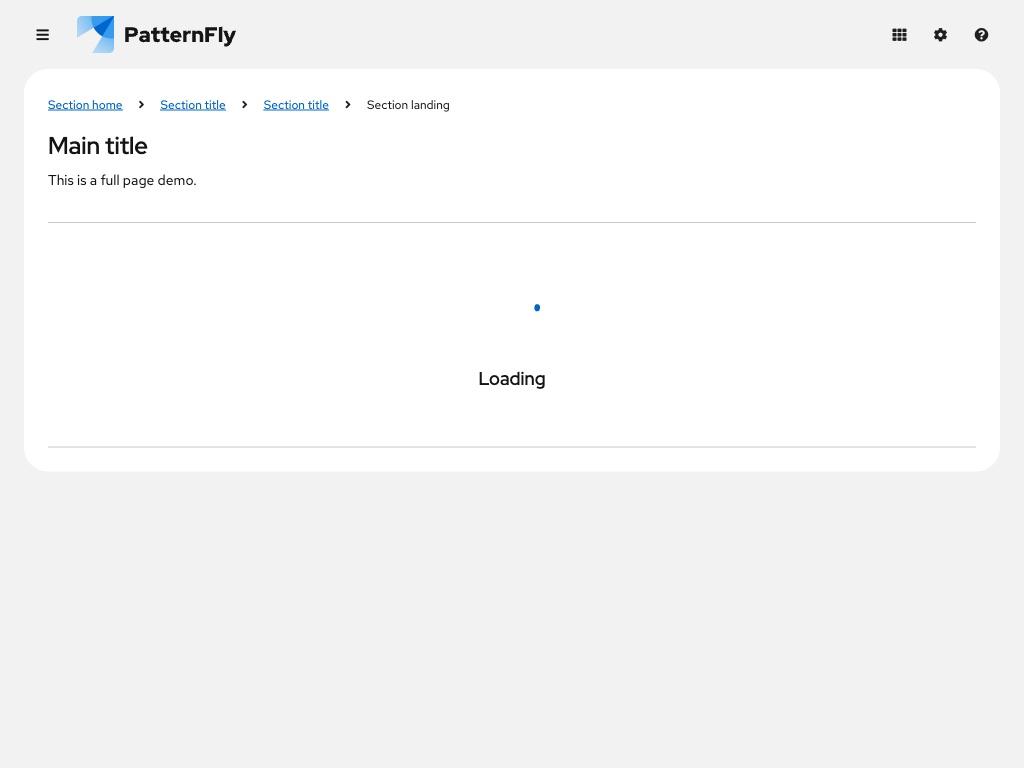 PatternFly
Section home > Section title > Section title > Section landing
Main title
This is a full page demo.
Loading